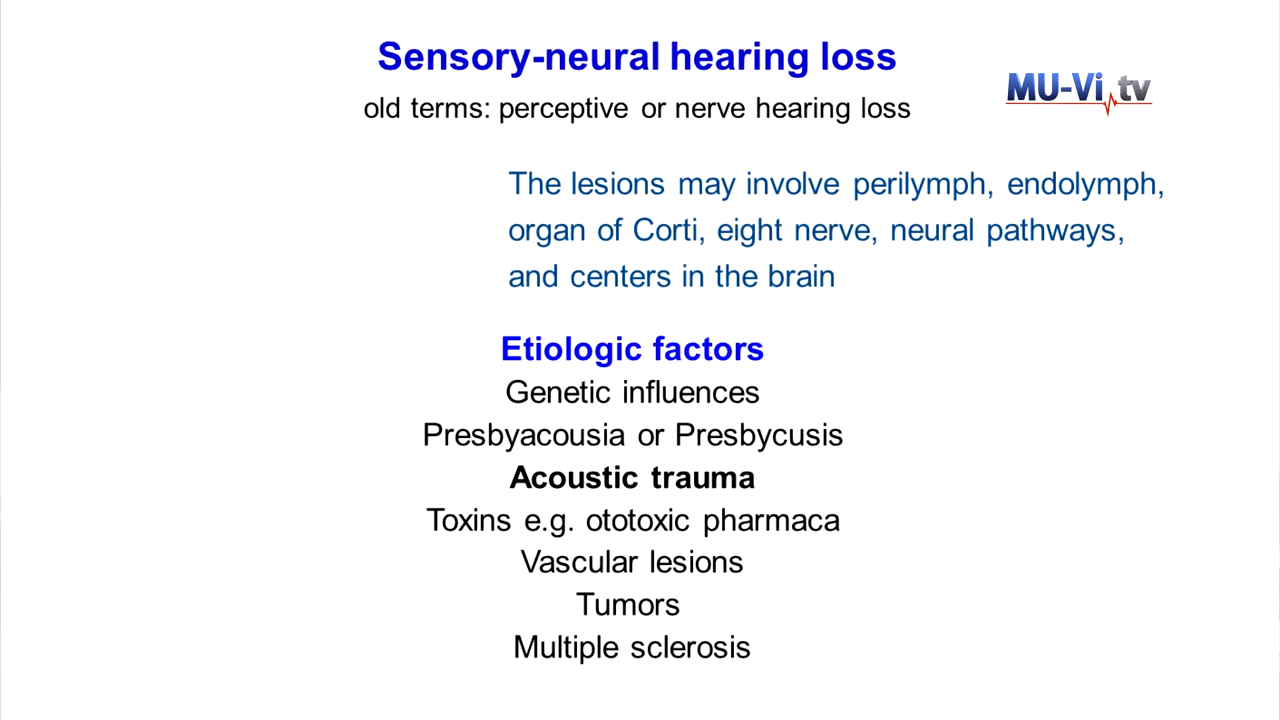 Sensory-neural hearing loss
old terms: perceptive or nerve hearing loss
MU-Vi tv
The lesions may involve perilymph, endolymph,
organ of Corti, eight nerve, neural pathways,
and centers in the brain
Etiologic factors
Genetic influences
Presbyacousia or Presbycusis
Acoustic trauma
Toxins e.g. ototoxic pharmaca
Vascular lesions
Tumors
Multiple sclerosis